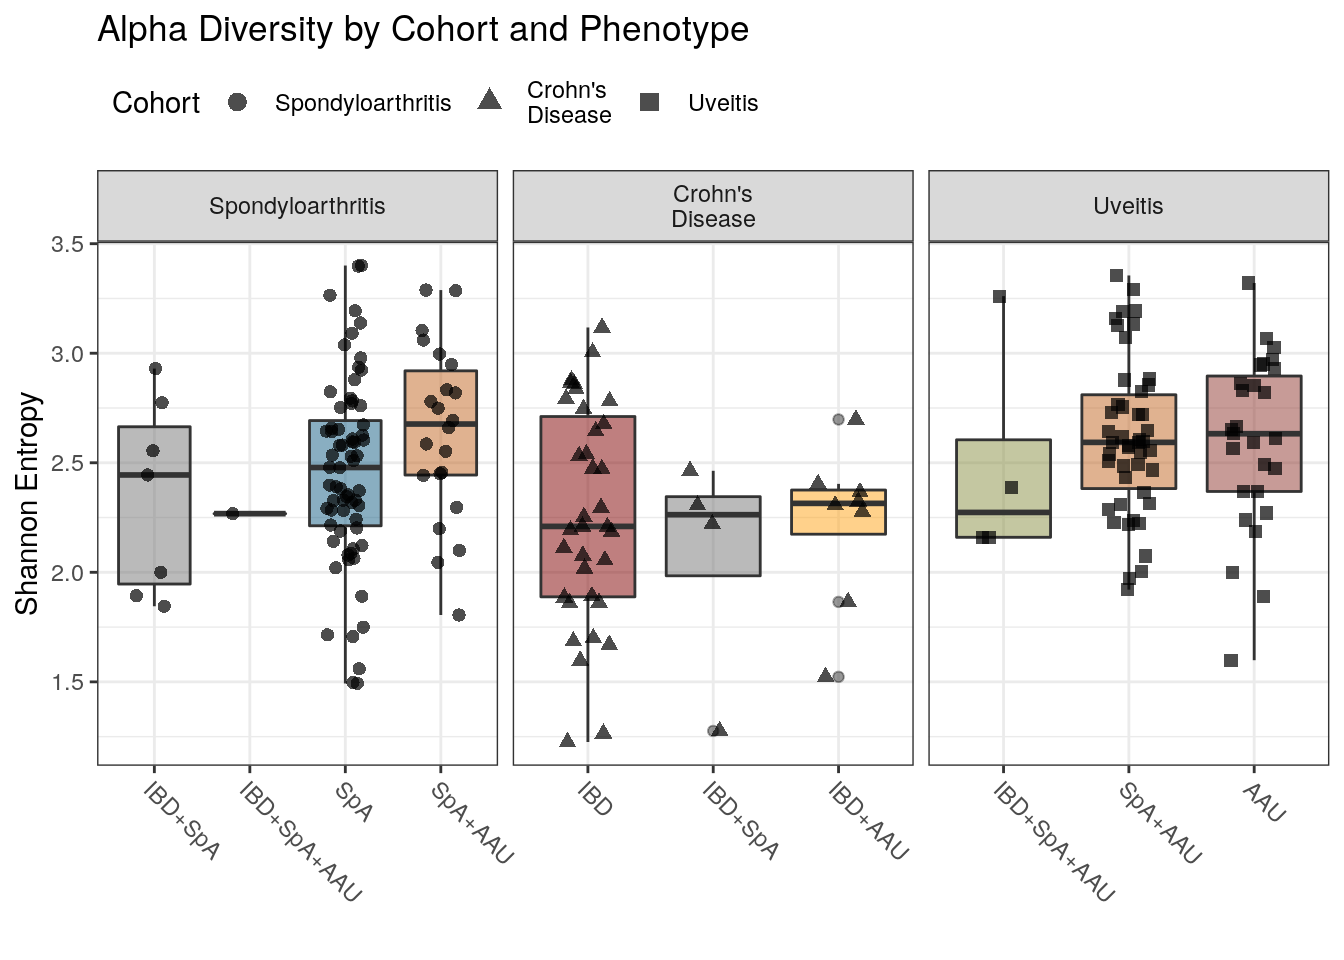 Alpha Diversity by Cohort and Phenotype
Cohort
Spondyloarthritis
Crohn's
Disease
Uveitis
Spondyloarthritis
Crohn's
Disease
Uveitis
Shannon Entropy
3.5
3.0
2.5
2.0
1.5
IBD+SpA
IBD+SpA+AAU
SpA
SpA+AAU
IBD
IBD+SpA
IBD+AAU
IBD+SpA+AAU
SpA+AAU
AAU